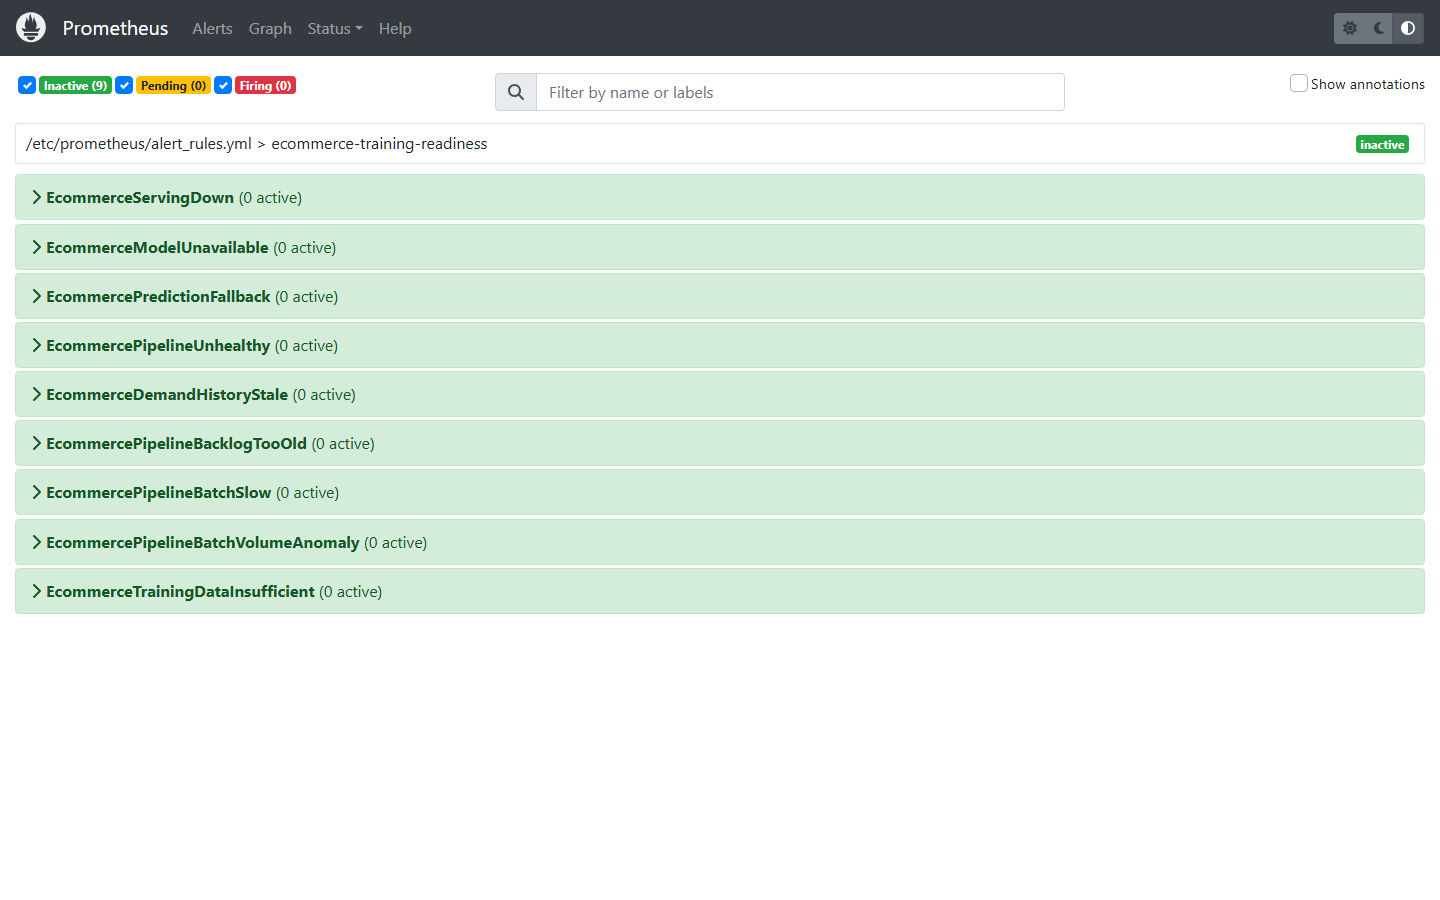 Prometheus Alerts Graph Status Help
Inactive (9) Pending (0) Firing (0) Filter by name or labels Show annotations
/etc/prometheus/alert_rules.yml > ecommerce-training-readiness inactive
EcommerceServingDown (0 active)
EcommerceModelUnavailable (0 active)
EcommercePredictionFallback (0 active)
EcommercePipelineUnhealthy (0 active)
EcommerceDemandHistoryStale (0 active)
EcommercePipelineBacklogTooOld (0 active)
EcommercePipelineBatchSlow (0 active)
EcommercePipelineBatchVolumeAnomaly (0 active)
EcommerceTrainingDataInsufficient (0 active)